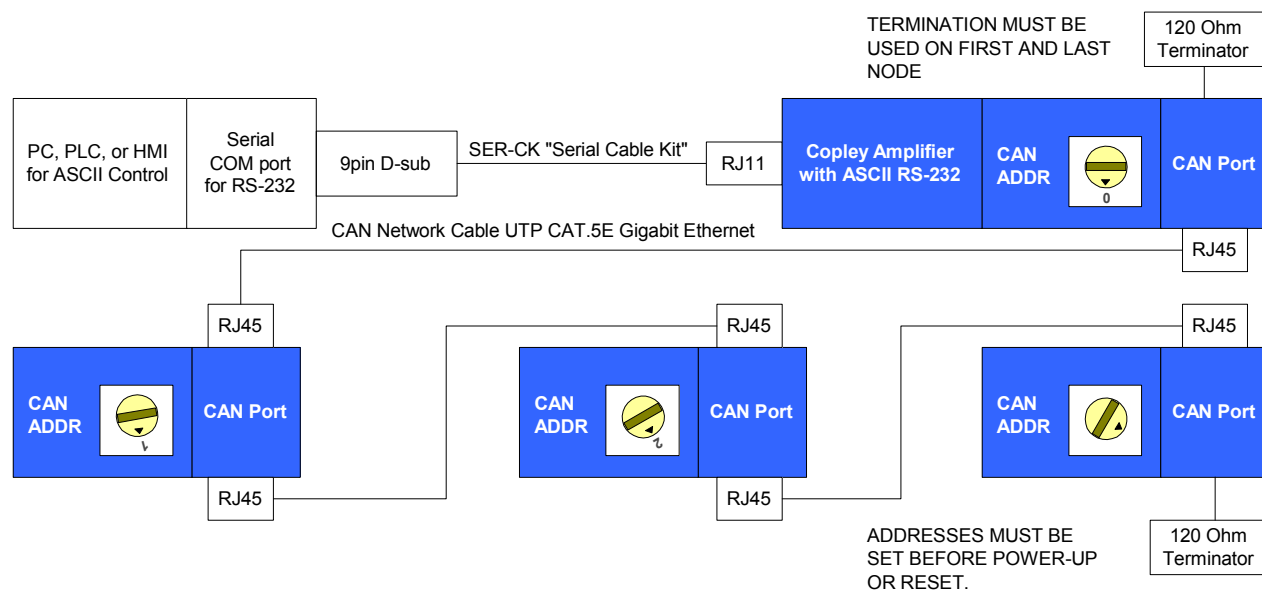 TERMINATION MUST BE
USED ON FIRST AND LAST
NODE
120 Ohm
Terminator
PC, PLC, or HMI
for ASCII Control
Serial
COM port
for RS-232
9pin D-sub
SER-CK "Serial Cable Kit"
RJ11
Copley Amplifier
with ASCII RS-232
CAN
ADDR
0
CAN Port
CAN Network Cable UTP CAT.5E Gigabit Ethernet
RJ45
RJ45
RJ45
RJ45
CAN
ADDR
1
CAN Port
CAN
ADDR
2
CAN Port
CAN
ADDR
CAN Port
RJ45
RJ45
ADDRESSES MUST BE
SET BEFORE POWER-UP
OR RESET.
120 Ohm
Terminator